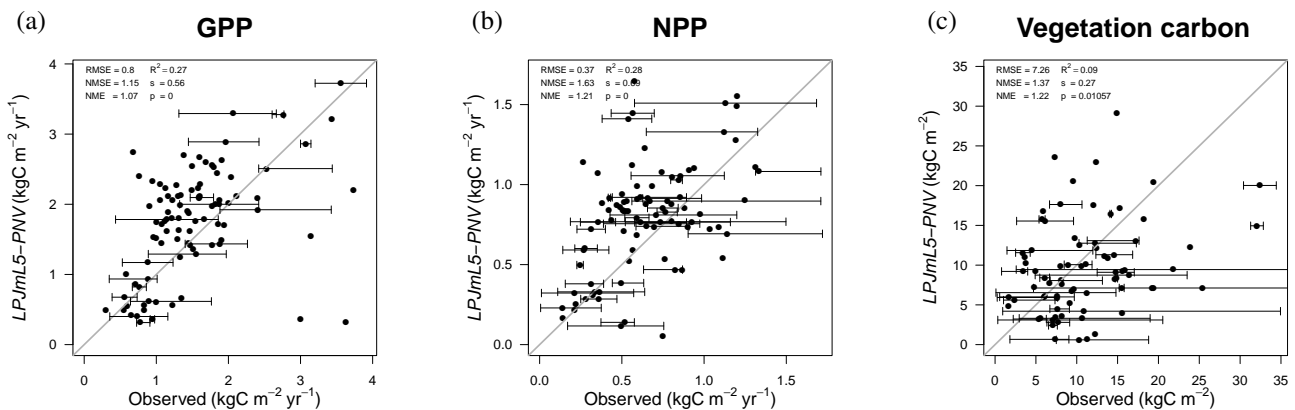 (a) GPP
RMSE = 0.8 R² = 0.27
NMSE = 1.15 s = 0.56
NME = 1.07 p = 0
4
3
2
1
0
LPJmL5−PNV (kgC m−2 yr−1)
0 1 2 3 4
Observed (kgC m−2 yr−1)
(b) NPP
RMSE = 0.37 R² = 0.28
NMSE = 1.63 s =
NME = 1.21 p = 0
1.5
1.0
0.5
0.0
LPJmL5−PNV (kgC m−2 yr−1)
0.0 0.5 1.0 1.5
Observed (kgC m−2 yr−1)
(c) Vegetation carbon
RMSE = 7.26 R² = 0.09
NMSE = 1.37 s = 0.27
NME = 1.22 p = 0.01057
35
30
25
20
15
10
5
0
LPJmL5−PNV (kgC m−2)
0 5 10 15 20 25 30 35
Observed (kgC m−2)